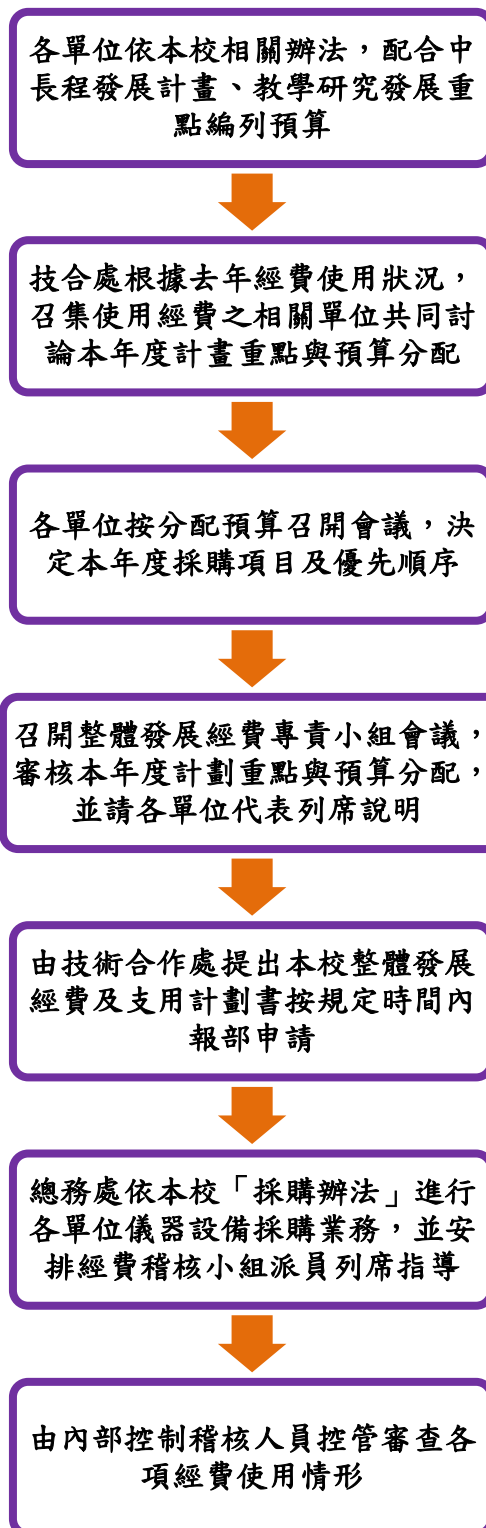 各單位依本校相關辦法，配合中
長程發展計畫、教學研究發展重
點編列預算
技合處根據去年經費使用狀況，
召集使用經費之相關單位共同討
論本年度計畫重點與預算分配
各單位按分配預算召開會議，決
定本年度採購項目及優先順序
召開整體發展經費專責小組會議，
審核本年度計劃重點與預算分配，
並請各單位代表列席說明
由技術合作處提出本校整體發展
經費及支用計劃書按規定時間內
報部申請
總務處依本校「採購辦法」進行
各單位儀器設備採購業務，並安
排經費稽核小組派員列席指導
由內部控制稽核人員控管審查各
項經費使用情形